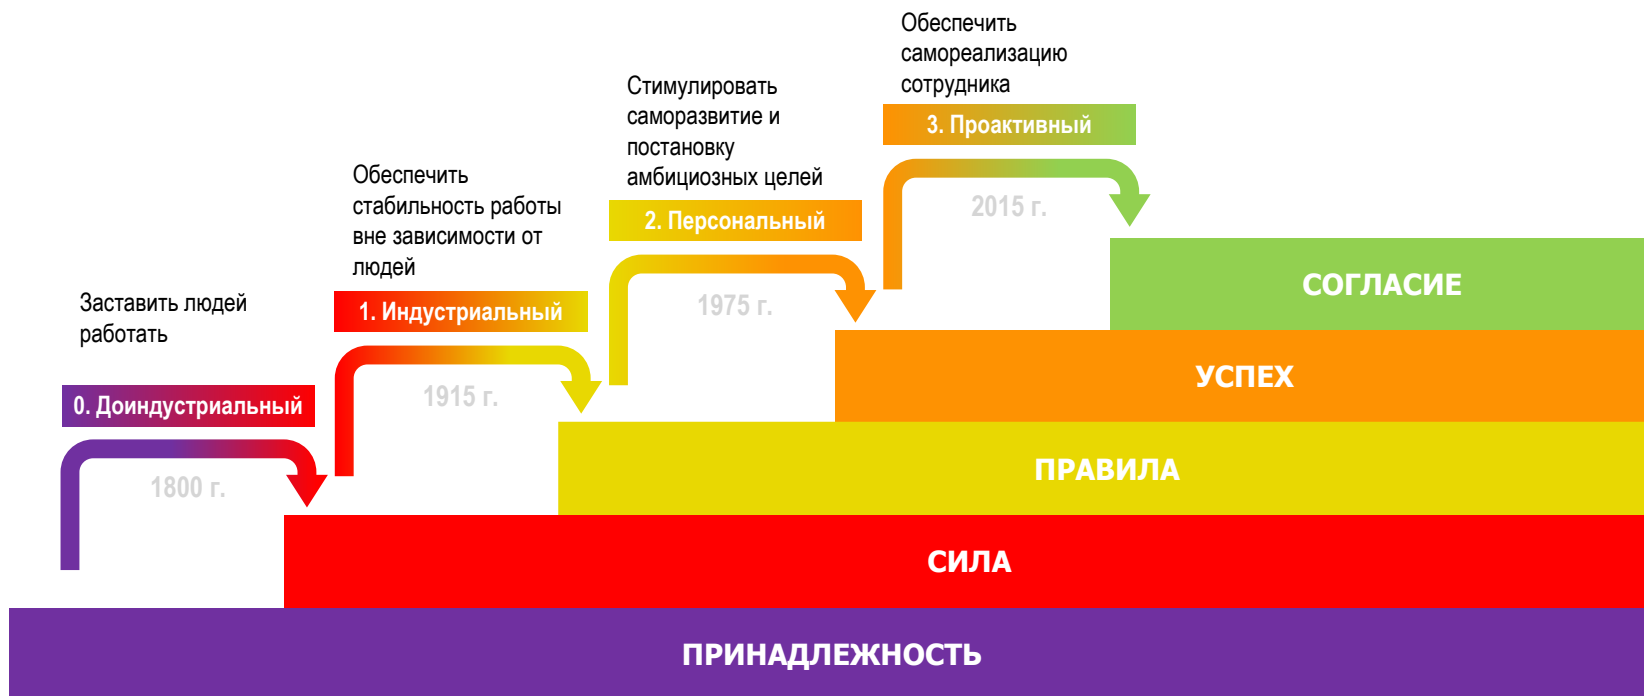 Обеспечить
самореализацию
сотрудника
3. Проактивный
2015 г.
Стимулировать
саморазвитие и
постановку
амбициозных целей
2. Персональный
1975 г.
Обеспечить
стабильность работы
вне зависимости от
людей
1. Индустриальный
1915 г.
Заставить людей
работать
0. Доиндустриальный
1800 г.
СОГЛАСИЕ
УСПЕХ
ПРАВИЛА
СИЛА
ПРИНАДЛЕЖНОСТЬ